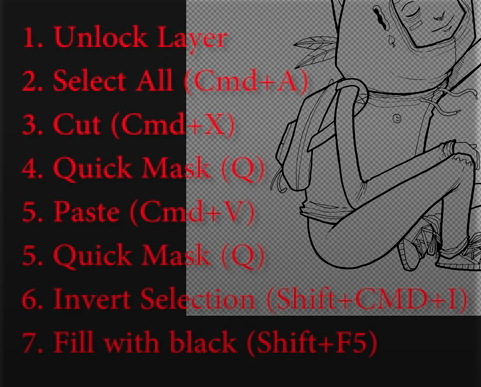 1. Unlock Layer
2. Select All (Cmd+A)
3. Cut (Cmd+X)
4. Quick Mask (Q)
5. Paste (Cmd+V)
5. Quick Mask (Q)
6. Invert Selection (Shift+CMD+I)
7. Fill with black (Shift+F5)